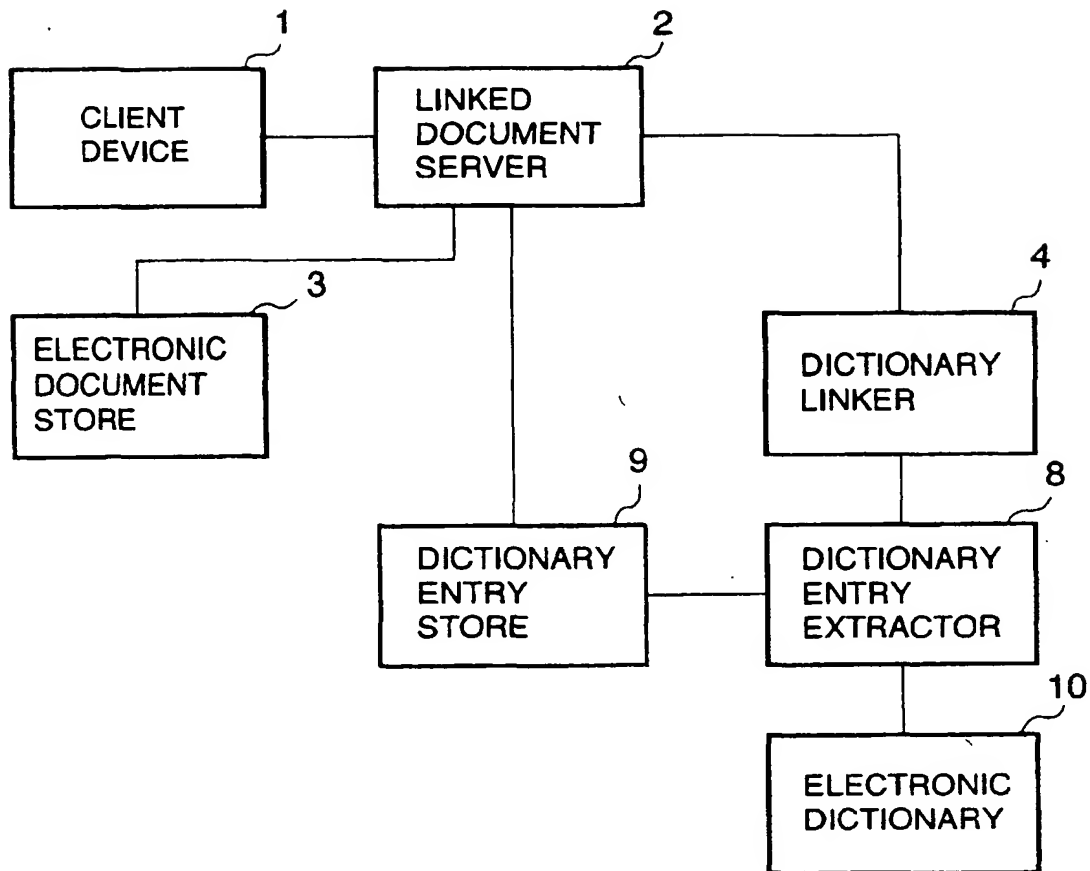 1
CLIENT
DEVICE
2
LINKED
DOCUMENT
SERVER
3
ELECTRONIC
DOCUMENT
STORE
4
DICTIONARY
LINKER
9
DICTIONARY
ENTRY
STORE
8
DICTIONARY
ENTRY
EXTRACTOR
10
ELECTRONIC
DICTIONARY